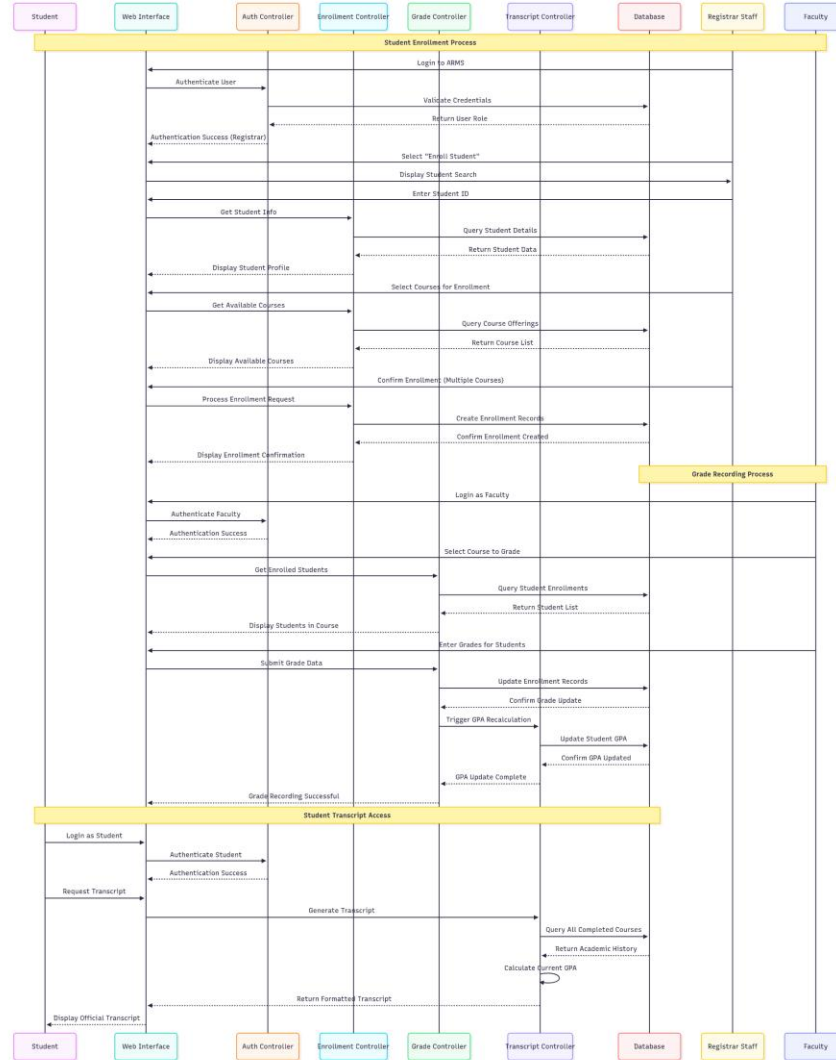 Student
Web Interface
Auth Controller
Enrollment Controller
Grade Controller
Transcript Controller
Database
Registrar Staff
Faculty
Student Enrollment Process
Login to ARMS
Authenticate User
Validate Credentials
Return User Role
Authentication Success (Registrar)
Select "Enroll Student"
Display Student Search
Enter Student ID
Get Student Info
Query Student Details
Return Student Data
Display Student Profile
Select Courses for Enrollment
Get Available Courses
Query Course Offerings
Return Course List
Display Available Courses
Confirm Enrollment (Multiple Courses)
Process Enrollment Request
Create Enrollment Records
Confirm Enrollment Created
Display Enrollment Confirmation
Grade Recording Process
Login as Faculty
Authenticate Faculty
Authentication Success
Select Course to Grade
Get Enrolled Students
Query Student Enrollments
Return Student List
Display Students in Course
Enter Grades for Students
Submit Grade Data
Update Enrollment Records
Confirm Grade Update
Trigger GPA Recalculation
Update Student GPA
Confirm GPA Updated
GPA Update Complete
Grade Recording Successful
Student Transcript Access
Login as Student
Authenticate Student
Authentication Success
Request Transcript
Generate Transcript
Query All Completed Courses
Return Academic History
Calculate Current GPA
Return Formatted Transcript
Display Official Transcript
Student
Web Interface
Auth Controller
Enrollment Controller
Grade Controller
Transcript Controller
Database
Registrar Staff
Faculty